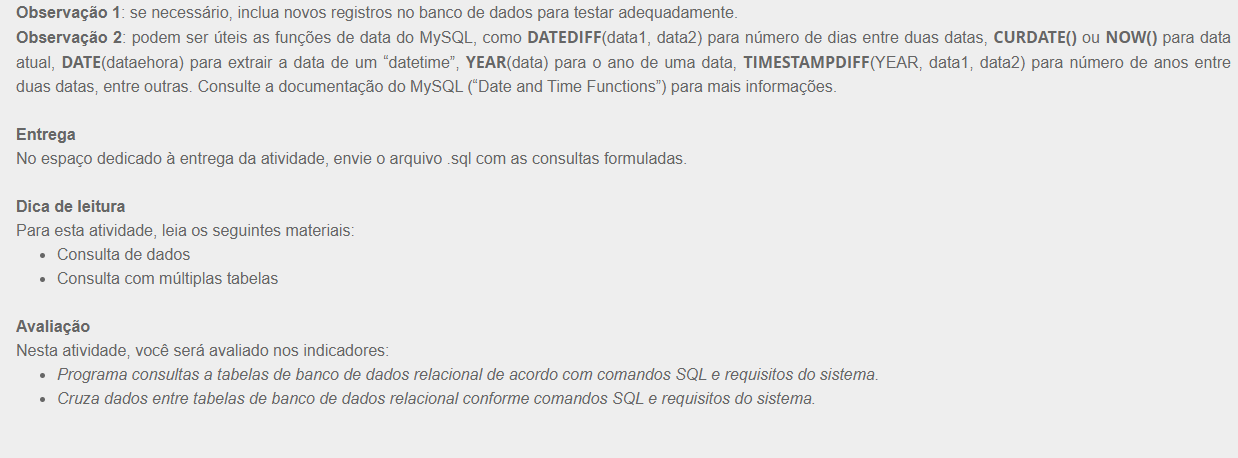 Observação 1: se necessário, inclua novos registros no banco de dados para testar adequadamente.
Observação 2: podem ser úteis as funções de data do MySQL, como DATEDIFF(data1, data2) para número de dias entre duas datas, CURDATE() ou NOW() para data
atual, DATE(dataehora) para extrair a data de um “datetime”, YEAR(data) para o ano de uma data, TIMESTAMPDIFF(YEAR, data1, data2) para número de anos entre
duas datas, entre outras. Consulte a documentação do MySQL (“Date and Time Functions”) para mais informações.
Entrega
No espaço dedicado à entrega da atividade, envie o arquivo .sql com as consultas formuladas.
Dica de leitura
Para esta atividade, leia os seguintes materiais:
• Consulta de dados
• Consulta com múltiplas tabelas
Avaliação
Nesta atividade, você será avaliado nos indicadores:
• Programa consultas a tabelas de banco de dados relacional de acordo com comandos SQL e requisitos do sistema.
• Cruza dados entre tabelas de banco de dados relacional conforme comandos SQL e requisitos do sistema.